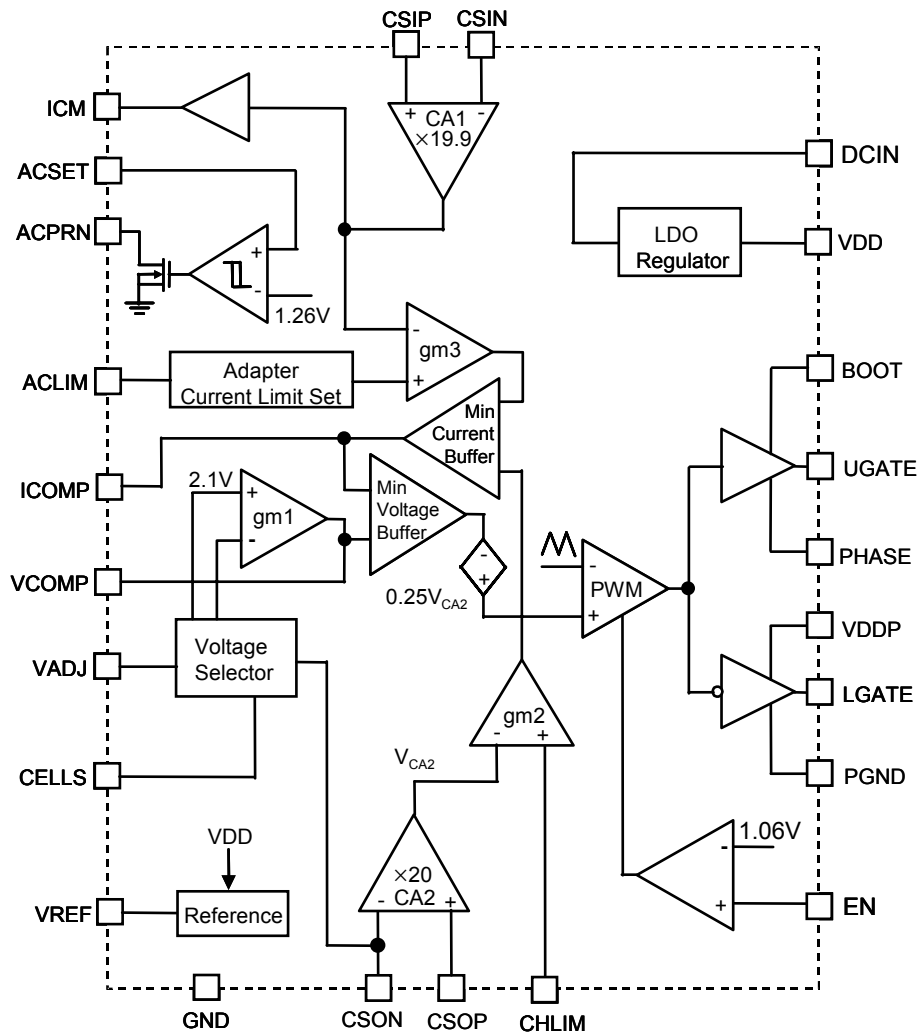 CSIP CSIN
ICM
+ CA1 -
×19.9
ACSET
DCIN
ACPRN
LDO
Regulator
VDD
+
-
1.26V
-
gm3
+
ACLIM
Adapter
Current Limit Set
BOOT
Min
Current
Buffer
ICOMP
2.1V
+
gm1
-
Min
Voltage
Buffer
UGATE
-
+
0.25VCA2
-
PWM
+
PHASE
VCOMP
VDDP
VADJ
Voltage
Selector
LGATE
gm2
- +
VCA2
CELLS
PGND
VDD
×20
CA2
- +
1.06V
-
+
VREF
Reference
EN
GND
CSON
CSOP
CHLIM